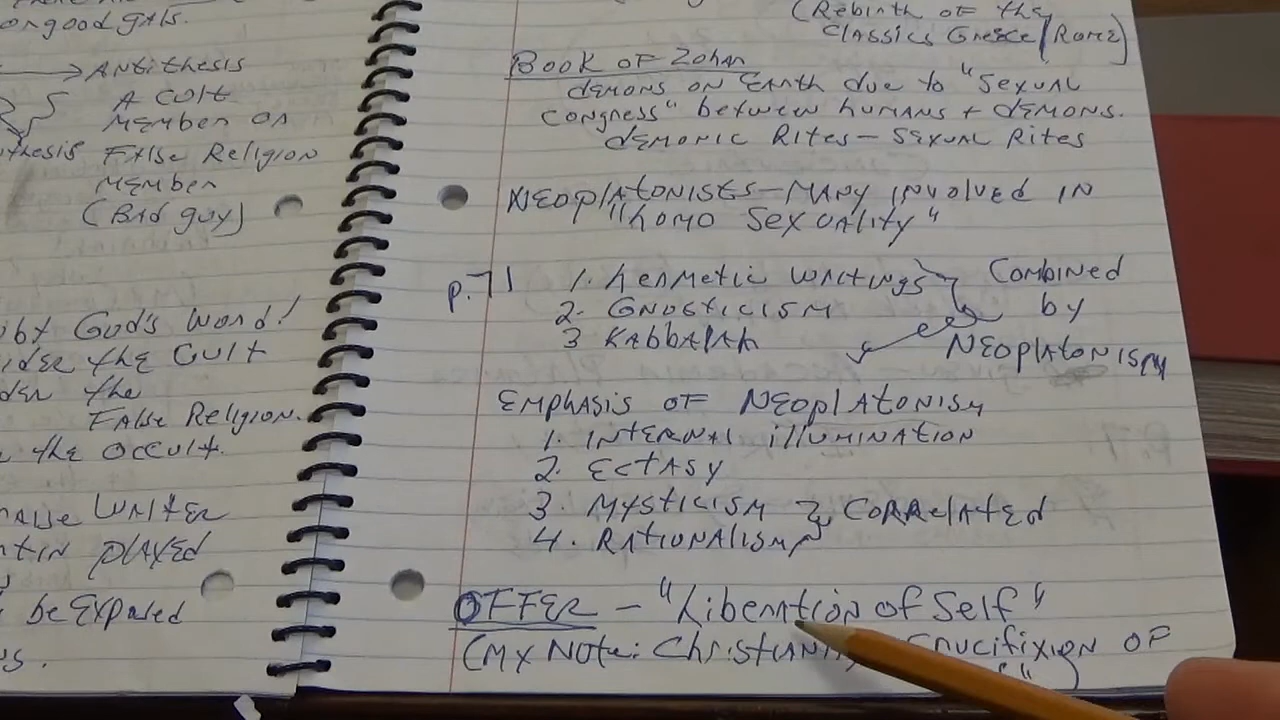 on good gals.
Antithesis
A cult
member on
thesis False Religion
member
(Bad guy)
God's word!
the cult
the
False Religion.
the occult.
writer
played
be exposed
(Rebirth of the
Classics Greece/Rome)
Book of Zohar
demons on Earth due to "sexual
congress" between humans + demons.
demonic Rites - Sexual Rites
Neoplatonists - many involved in
"homo sexuality"
p.71
1. hermetic writings
2. Gnosticism
3 Kabbalah
Combined
by
Neoplatonism
Emphasis of Neoplatonism
1. internal illumination
2. Ectasy
3. Mysticism
4. Rationalism
Correlated
OFFER - "Liberation of Self"
(My Note: Christianity crucifixion of